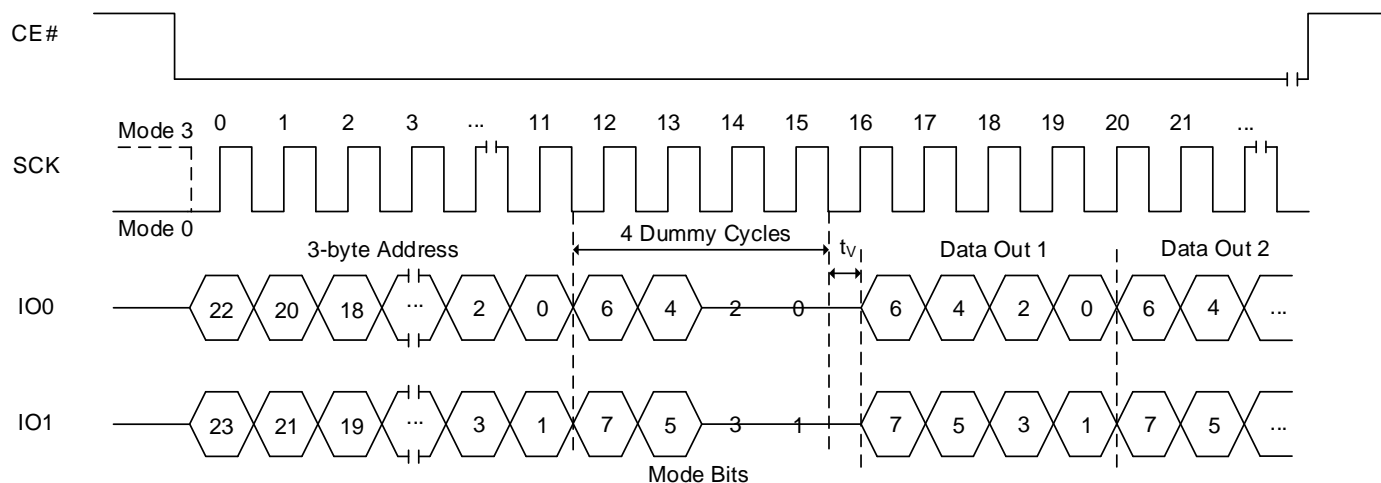 CE#
Mode 3
0 1 2 3 ... 11 12 13 14 15 16 17 18 19 20 21 ...
SCK
Mode 0
3-byte Address
4 Dummy Cycles
tV
Data Out 1
Data Out 2
IO0
22 20 18 ... 2 0 6 4 2 0 6 4 2 0 6 4 ...
IO1
23 21 19 ... 3 1 7 5 3 1 7 5 3 1 7 5 ...
Mode Bits